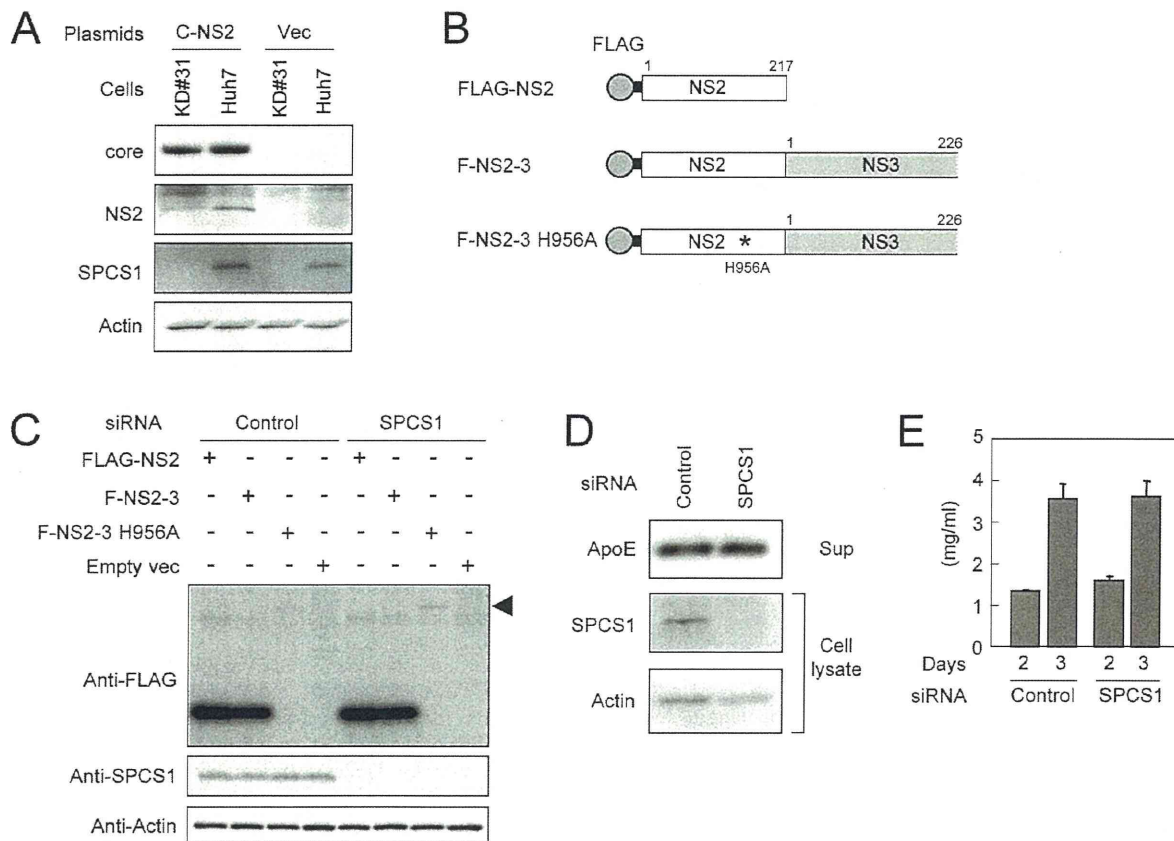 A
Plasmids C-NS2 Vec
Cells KD#31 Huh7 KD#31 Huh7
core
NS2
SPCS1
Actin
B
FLAG
1 217
FLAG-NS2 NS2
1 226
F-NS2-3 NS2 NS3
1 226
F-NS2-3 H956A NS2 * NS3
H956A
C
siRNA Control SPCS1
FLAG-NS2 + - - - + - - -
F-NS2-3 - + - - - + - -
F-NS2-3 H956A - - + - - - + -
Empty vec - - - + - - - +
Anti-FLAG
Anti-SPCS1
Anti-Actin
D
siRNA Control SPCS1
ApoE Sup
SPCS1
Cell
lysate
Actin
E
(mg/ml)
5
4
3
2
1
0
Days 2 3 2 3
siRNA Control SPCS1